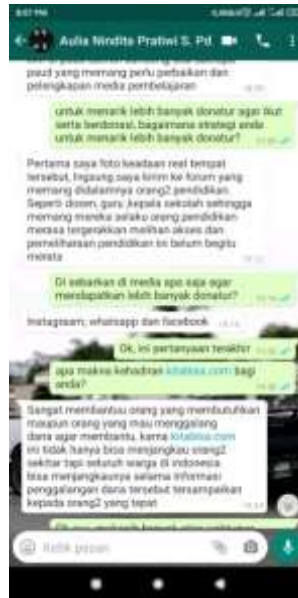 Aulia Nindita Pratiwi S. Pd
paud yang memang perlu perbaikan dan
pelengkapan media pembelajaran
untuk menarik lebih banyak donatur agar ikut
serta berdonasi, bagaimana strategi anda
untuk menarik lebih banyak donatur?
Pertama saya foto keadaan real tempat
tersebut, lngsung saya kirim ke forum yang
memang didalamnya orang2 pendidikan.
Seperti dosen, guru ,kepala sekolah sehingga
memang mereka selaku orang pendidikan
merasa tergerakkan melihat akses dan
pemeliharaan pendidikan ini belum begitu
merata
Di sebarkan di media apa saja agar
mendapatkan lebih banyak donatur?
Instagream, whatsapp dan facebook
Ok, ini pertanyaan terakhir
apa makna kehadiran kitabisa.com bagi
anda?
Sangat membantuu orang yang membutuhkan
maupun orang yang mau menggalang
dana agar membantu, karna kitabisa.com
ini tidak hanya bisa menjangkau orang2
sekitar tapi seluruh warga di indonesia
bisa menjangkaunya selama informasi
penggalangan dana tersebut tersampaikan
kepada orang2 yang tepat
Ketik pesan